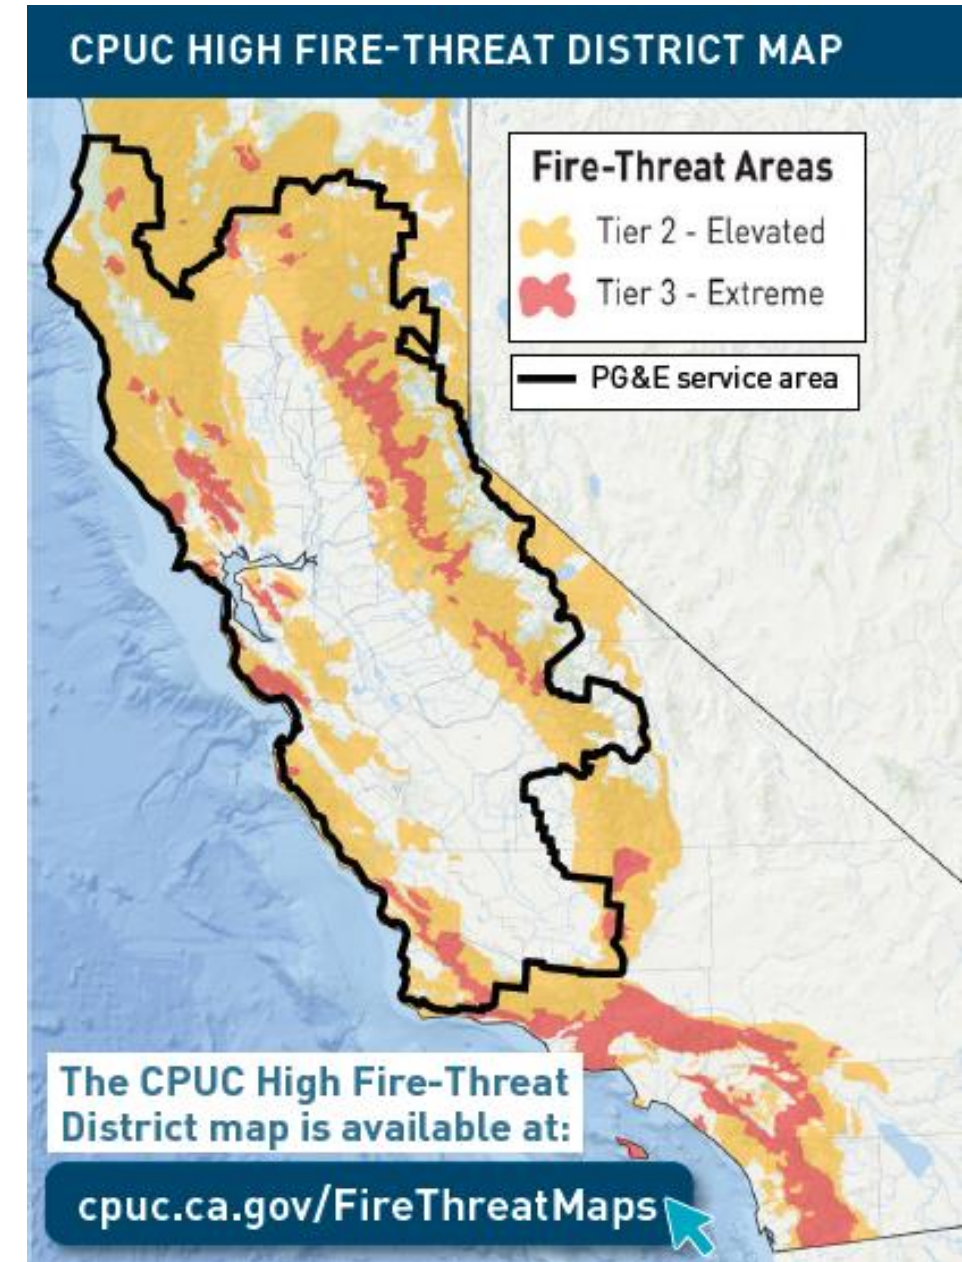 CPUC HIGH FIRE-THREAT DISTRICT MAP
Fire-Threat Areas
Tier 2 - Elevated
Tier 3 - Extreme
PG&E service area
The CPUC High Fire-Threat
District map is available at:
cpuc.ca.gov/FireThreatMaps